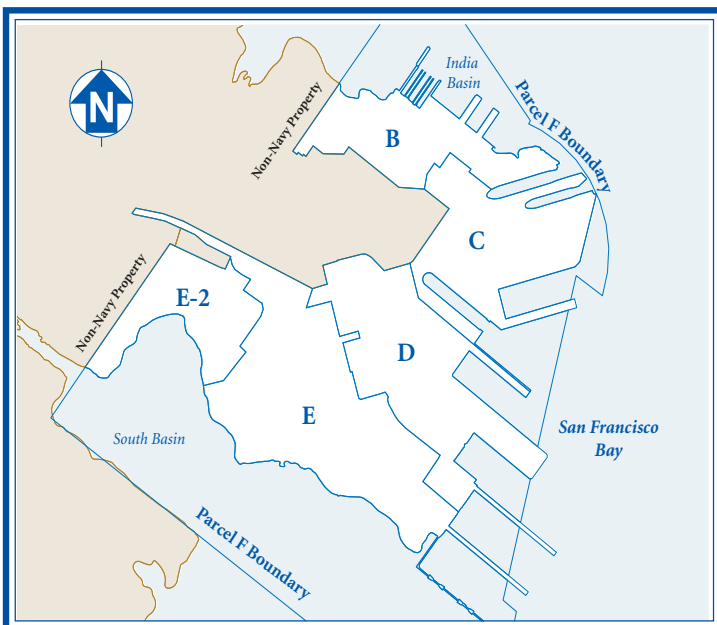 India
Basin
Parcel F Boundary
N
Non-Navy Property
B
C
Non-Navy Property
E-2
D
E
San Francisco
Bay
South Basin
Parcel F Boundary